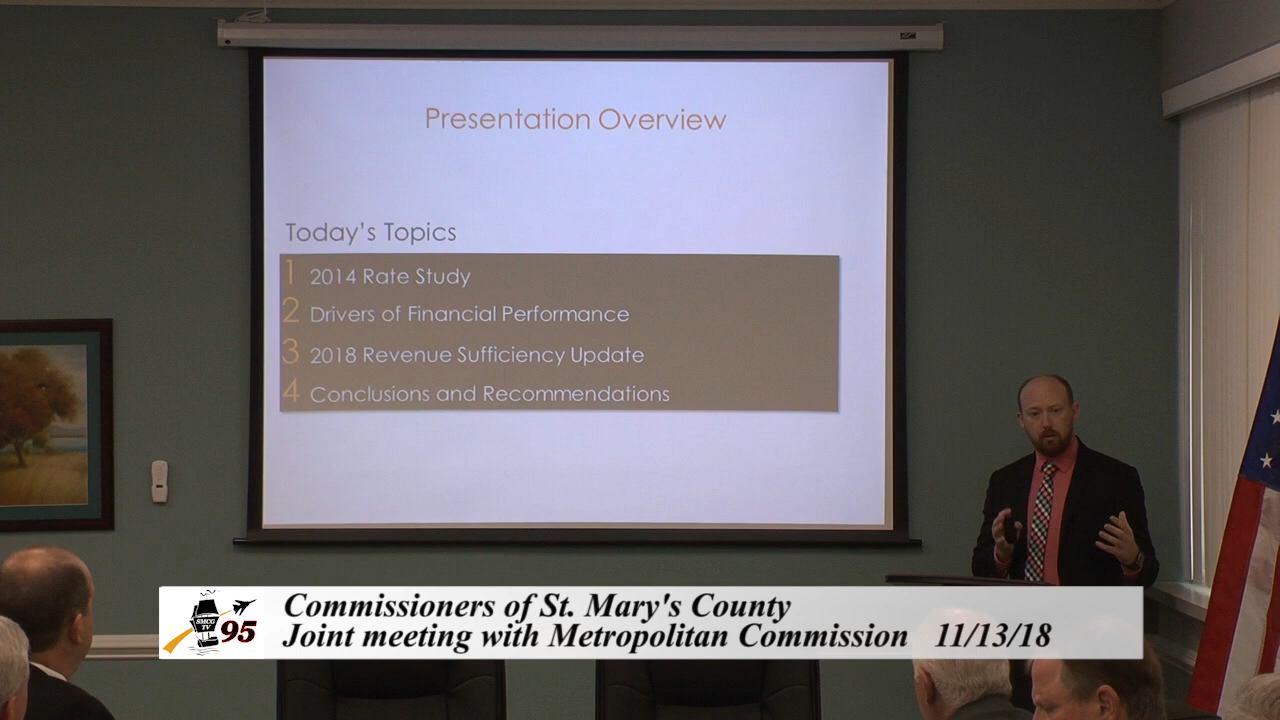 Presentation Overview
Today's Topics
1 2014 Rate Study
2 Drivers of Financial Performance
3 2018 Revenue Sufficiency Update
4 Conclusions and Recommendations
SMCG
TV
95
Commissioners of St. Mary's County
Joint meeting with Metropolitan Commission 11/13/18